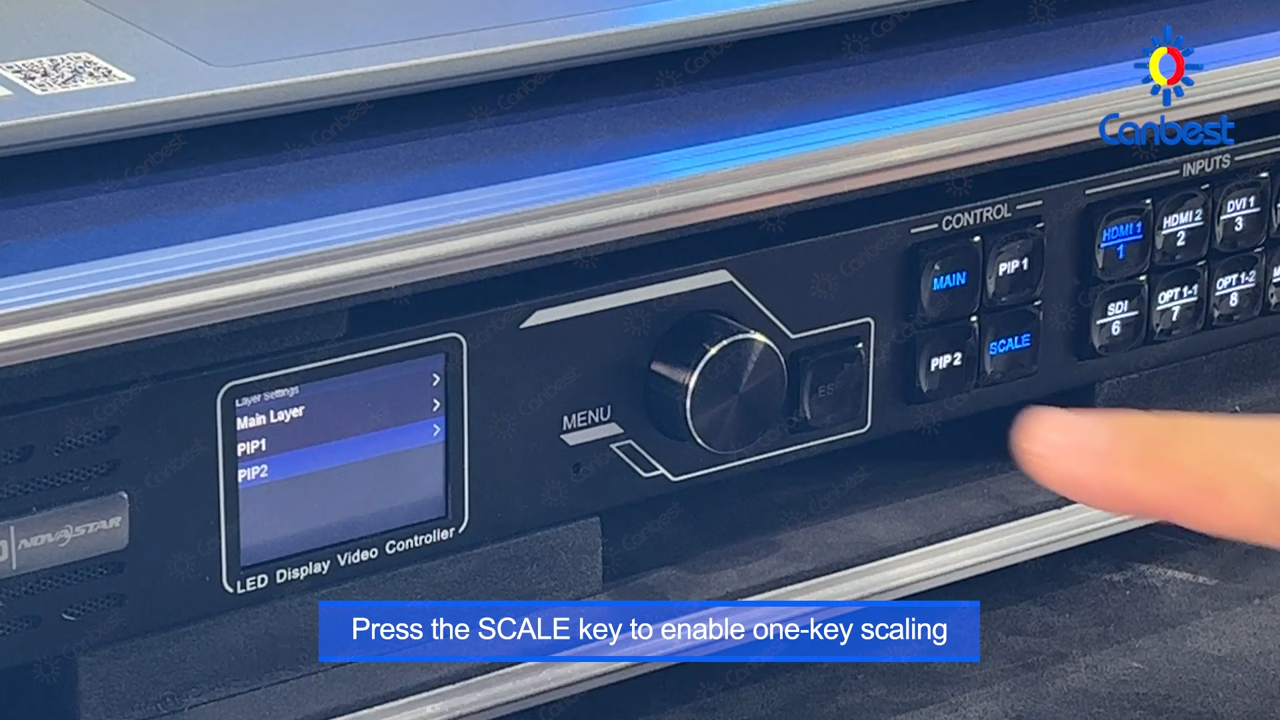 Canbest
INPUTS
CONTROL
HDMI 1
1
HDMI 2
2
DVI 1
3
MAIN
PIP 1
SDI
6
OPT 1-1
7
OPT 1-2
8
PIP 2
SCALE
Layer Settings
Main Layer
PIP1
PIP2
MENU
ESC
NOVASTAR
LED Display Video Controller
Press the SCALE key to enable one-key scaling